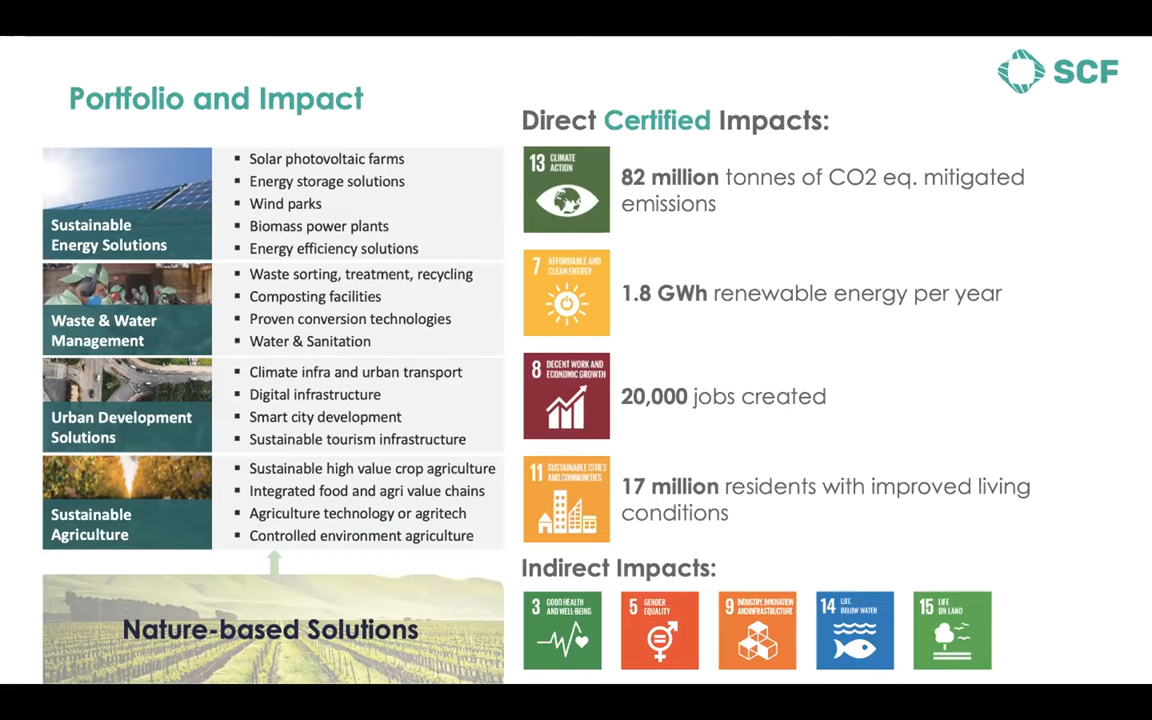 SCF
Portfolio and Impact
Sustainable
Energy Solutions
▪ Solar photovoltaic farms
▪ Energy storage solutions
▪ Wind parks
▪ Biomass power plants
▪ Energy efficiency solutions
Waste & Water
Management
▪ Waste sorting, treatment, recycling
▪ Composting facilities
▪ Proven conversion technologies
▪ Water & Sanitation
Urban Development
Solutions
▪ Climate infra and urban transport
▪ Digital infrastructure
▪ Smart city development
▪ Sustainable tourism infrastructure
Sustainable
Agriculture
▪ Sustainable high value crop agriculture
▪ Integrated food and agri value chains
▪ Agriculture technology or agritech
▪ Controlled environment agriculture
Nature-based Solutions
Direct Certified Impacts:
13 CLIMATE
ACTION
82 million tonnes of CO2 eq. mitigated
emissions
7 AFFORDABLE AND
CLEAN ENERGY
1.8 GWh renewable energy per year
8 DECENT WORK AND
ECONOMIC GROWTH
20,000 jobs created
11 SUSTAINABLE CITIES
AND COMMUNITIES
17 million residents with improved living
conditions
Indirect Impacts:
3 GOOD HEALTH
AND WELL-BEING
5 GENDER
EQUALITY
9 INDUSTRY, INNOVATION
AND INFRASTRUCTURE
14 LIFE
BELOW WATER
15 LIFE
ON LAND